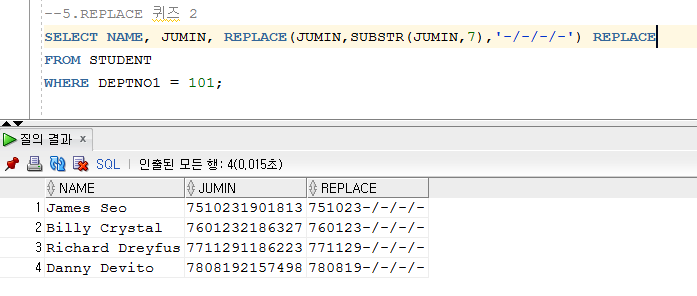 --5.REPLACE 퀴즈 2
SELECT NAME, JUMIN, REPLACE(JUMIN,SUBSTR(JUMIN,7),'-/-/-/-') REPLACE
FROM STUDENT
WHERE DEPTNO1 = 101;
질의 결과 x
SQL | 인출된 모든 행: 4(0,015초)
NAME JUMIN REPLACE
1 James Seo 7510231901813 751023-/-/-/-
2 Billy Crystal 7601232186327 760123-/-/-/-
3 Richard Dreyfus 7711291186223 771129-/-/-/-
4 Danny Devito 7808192157498 780819-/-/-/-